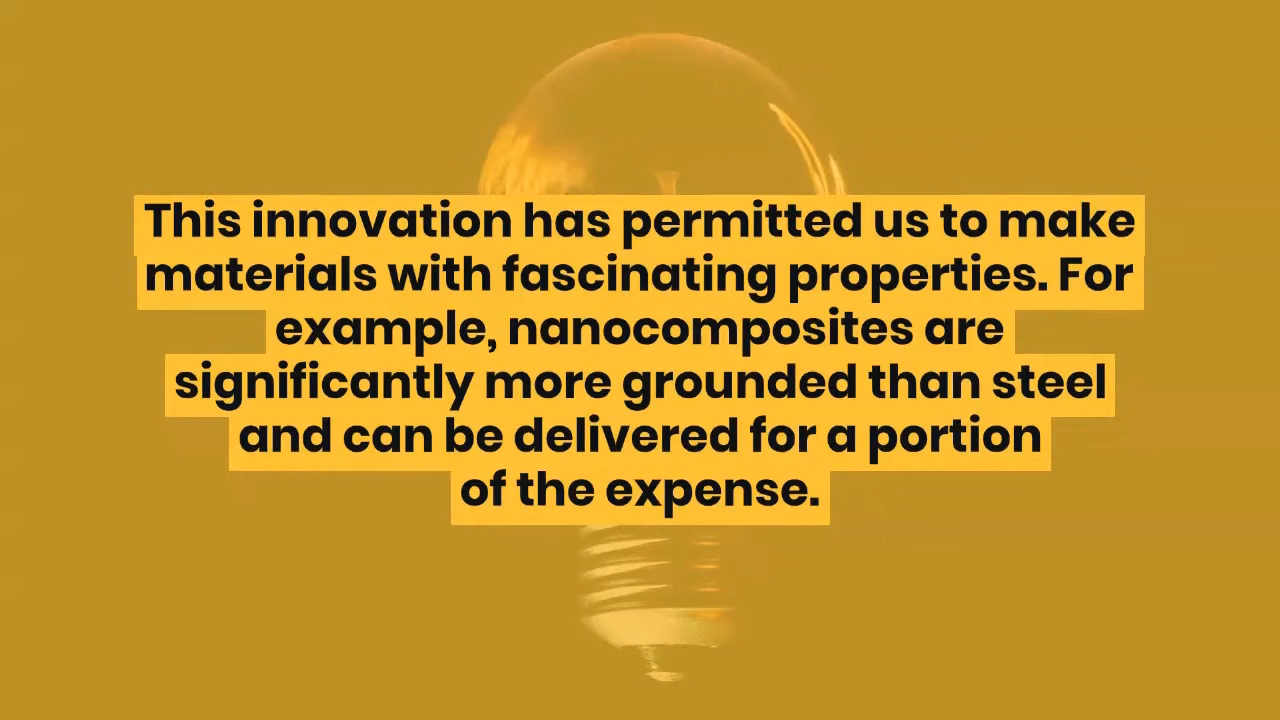 This innovation has permitted us to make
materials with fascinating properties. For
example, nanocomposites are
significantly more grounded than steel
and can be delivered for a portion
of the expense.